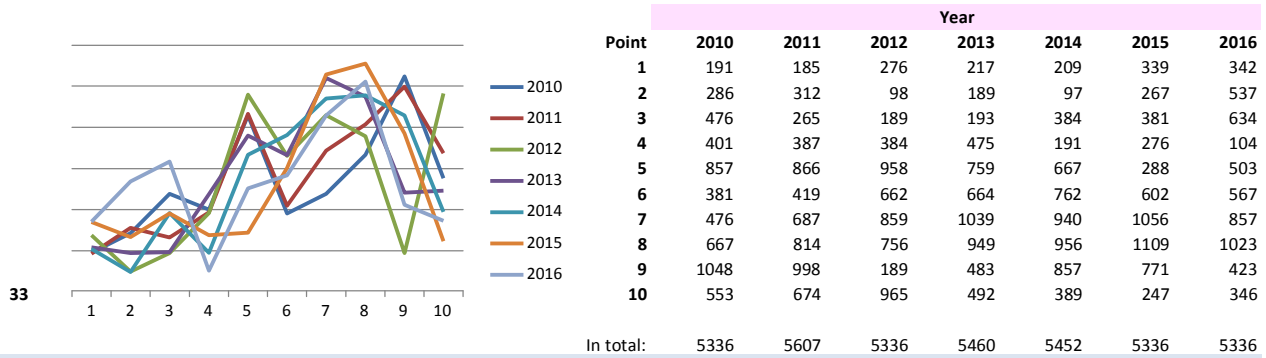 Year
Point 2010 2011 2012 2013 2014 2015 2016
1 191 185 276 217 209 339 342
2 286 312 98 189 97 267 537
3 476 265 189 193 384 381 634
4 401 387 384 475 191 276 104
5 857 866 958 759 667 288 503
6 381 419 662 664 762 602 567
7 476 687 859 1039 940 1056 857
8 667 814 756 949 956 1109 1023
9 1048 998 189 483 857 771 423
10 553 674 965 492 389 247 346
In total: 5336 5607 5336 5460 5452 5336 5336
2010
2011
2012
2013
2014
2015
2016
33
1 2 3 4 5 6 7 8 9 10